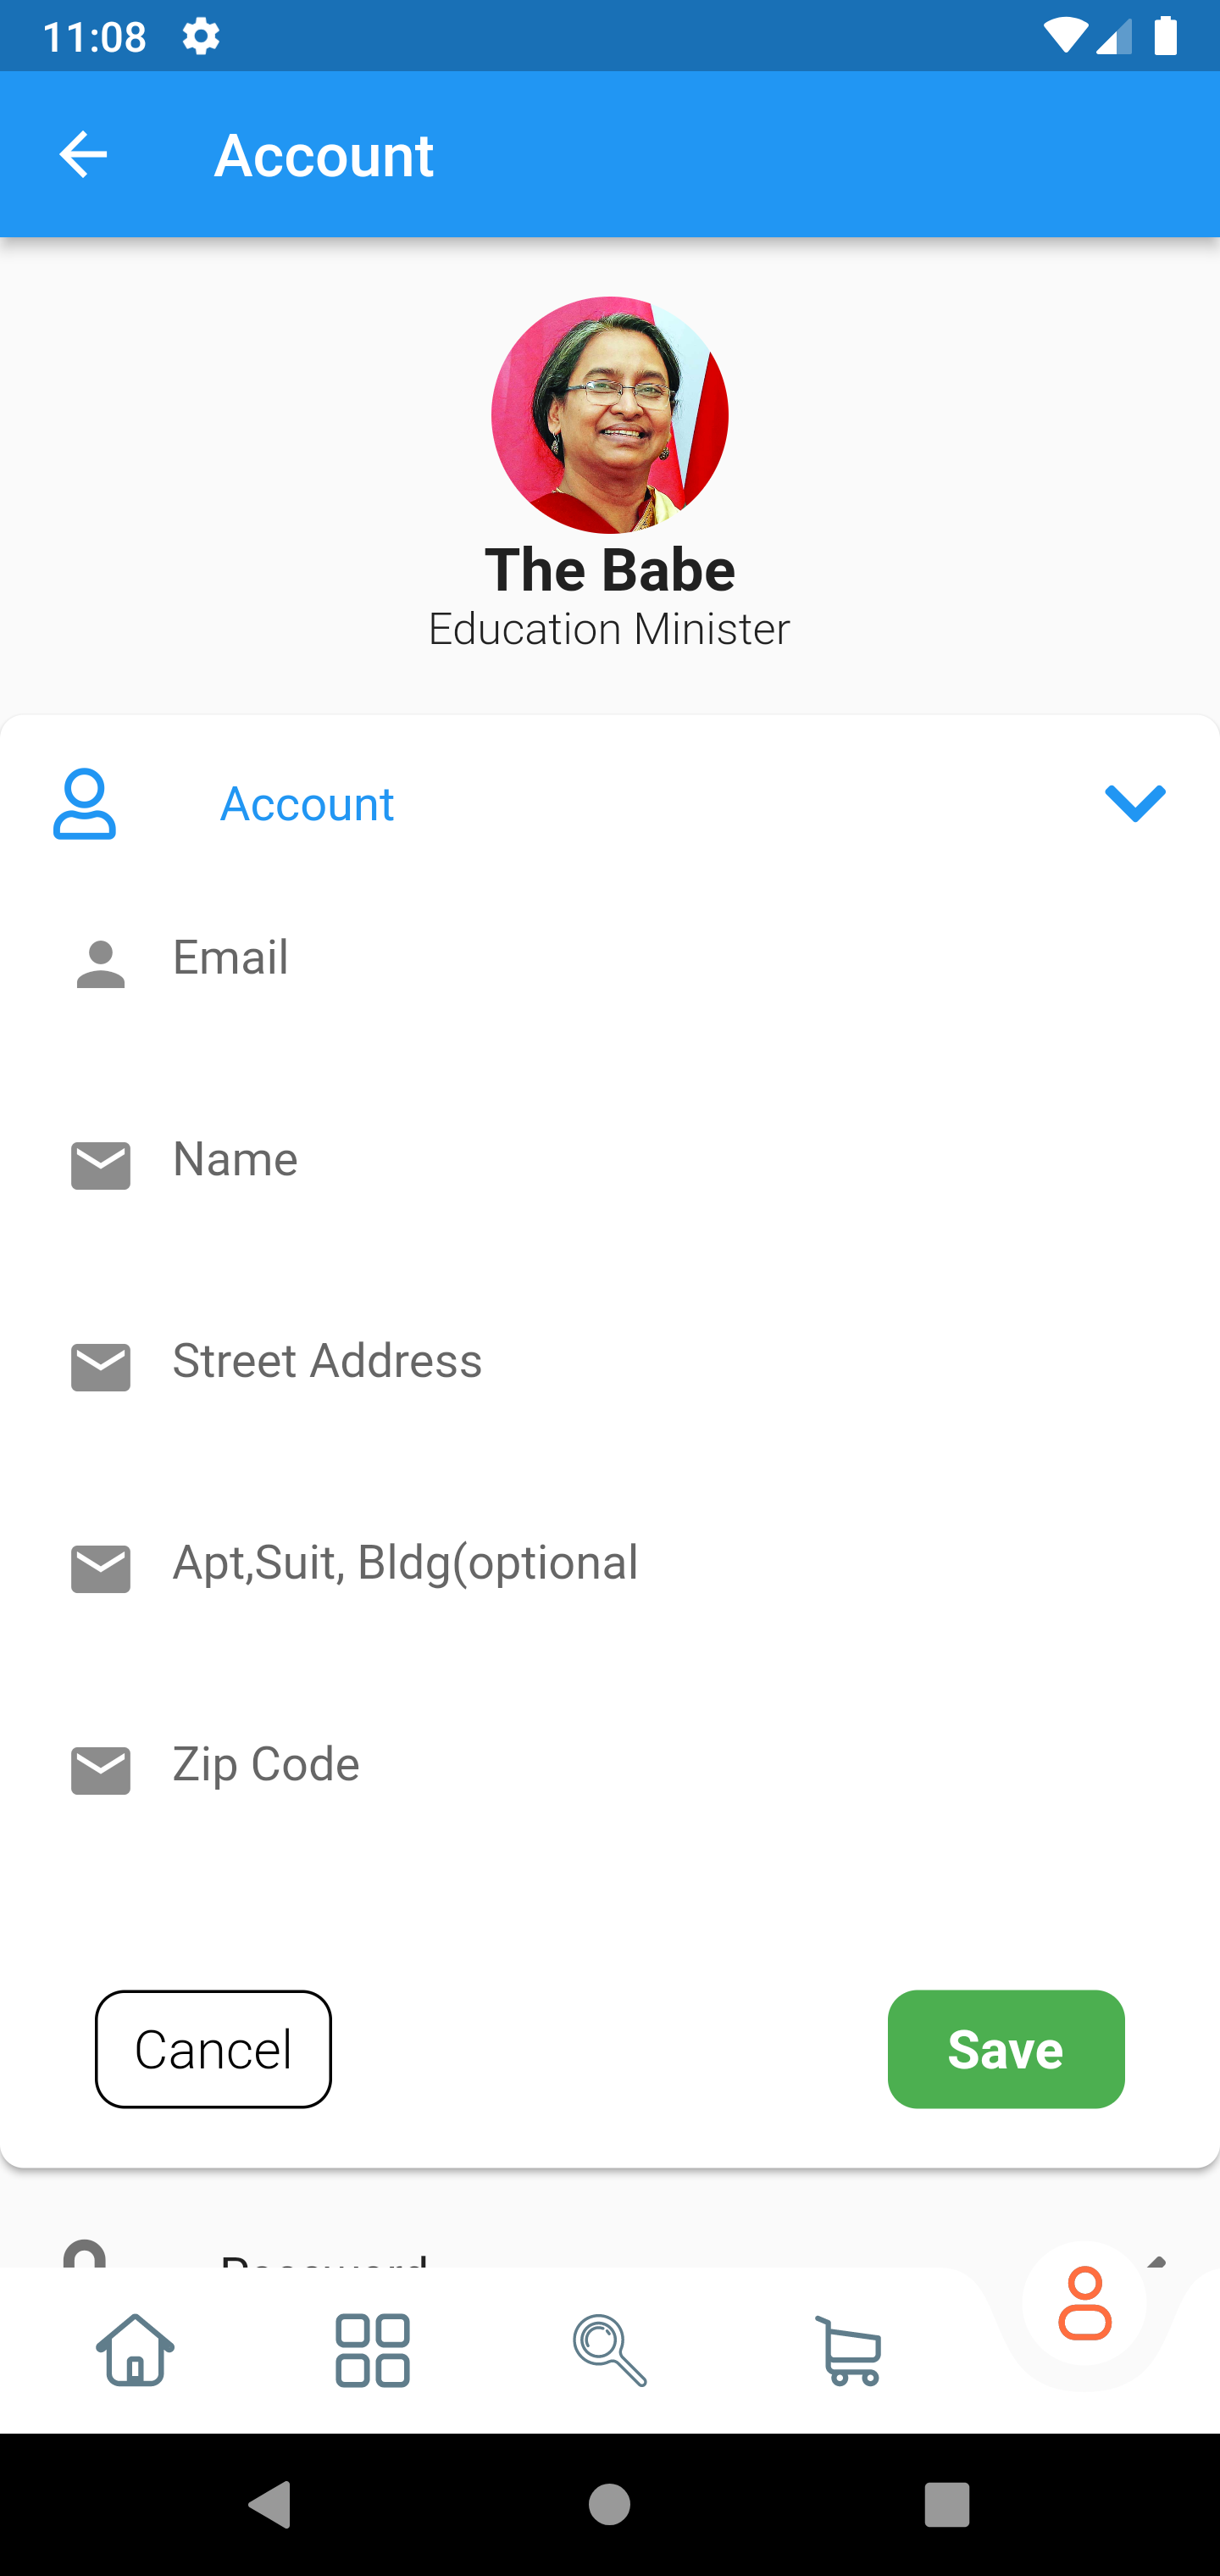 11:08
Account
The Babe
Education Minister
Account
Email
Name
Street Address
Apt,Suit, Bldg(optional
Zip Code
Cancel
Save
Password